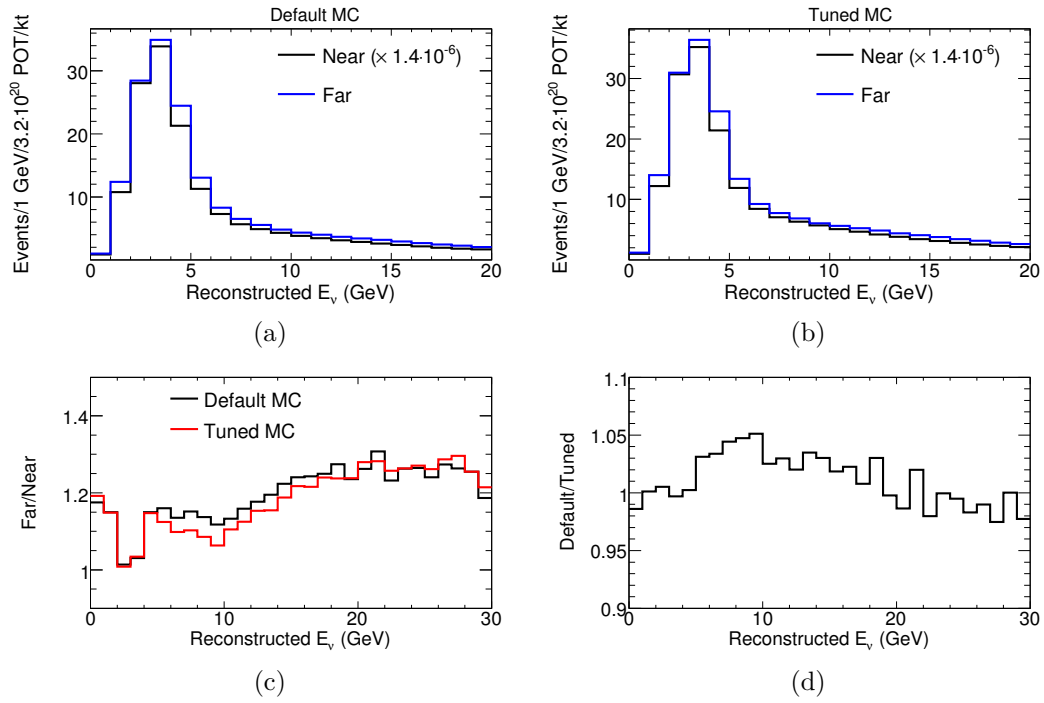 Default MC
Events/1 GeV/3.2·10²⁰ POT/kt
30
20
10
Near (× 1.4·10⁻⁶)
Far
0 5 10 15 20
Reconstructed Eᵥ (GeV)
(a)
Tuned MC
Events/1 GeV/3.2·10²⁰ POT/kt
30
20
10
Near (× 1.4·10⁻⁶)
Far
0 5 10 15 20
Reconstructed Eᵥ (GeV)
(b)
Far/Near
1.4
1.2
1
Default MC
Tuned MC
0 10 20 30
Reconstructed Eᵥ (GeV)
(c)
Default/Tuned
1.1
1.05
1
0.95
0.9
0 10 20 30
Reconstructed Eᵥ (GeV)
(d)